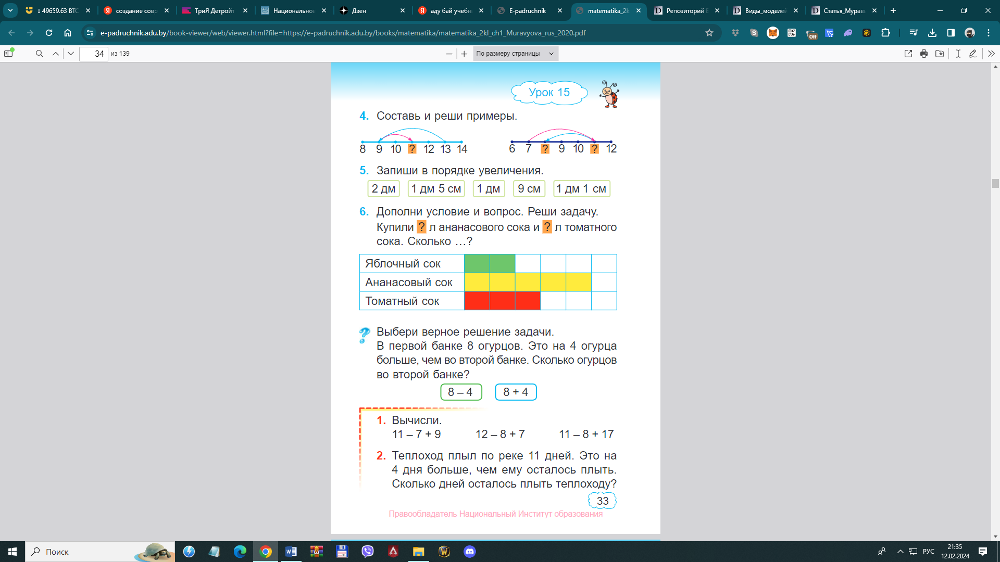 ↓ 49659.63 BTC
создание совр
ТриЯ Детройт
Национальное
Дзен
аду бай учебн
E-padruchnik
matematika_2k
Репозиторий Б
Виды_моделей
Статья_Мурав
e-padruchnik.adu.by/book-viewer/web/viewer.html?file=https://e-padruchnik.adu.by/books/matematika/matematika_2kl_ch1_Muravyova_rus_2020.pdf
Off
34 из 139
По размеру страницы
Урок 15
4. Составь и реши примеры.
8 9 10 ? 12 13 14
6 7 ? 9 10 ? 12
5. Запиши в порядке увеличения.
2 дм 1 дм 5 см 1 дм 9 см 1 дм 1 см
6. Дополни условие и вопрос. Реши задачу.
Купили ? л ананасового сока и ? л томатного
сока. Сколько …?
Яблочный сок
Ананасовый сок
Томатный сок
? Выбери верное решение задачи.
В первой банке 8 огурцов. Это на 4 огурца
больше, чем во второй банке. Сколько огурцов
во второй банке?
8 – 4 8 + 4
1. Вычисли.
11 – 7 + 9 12 – 8 + 7 11 – 8 + 17
2. Теплоход плыл по реке 11 дней. Это на
4 дня больше, чем ему осталось плыть.
Сколько дней осталось плыть теплоходу?
33
Правообладатель Национальный Институт образования
Поиск
РУС
21:35
12.02.2024